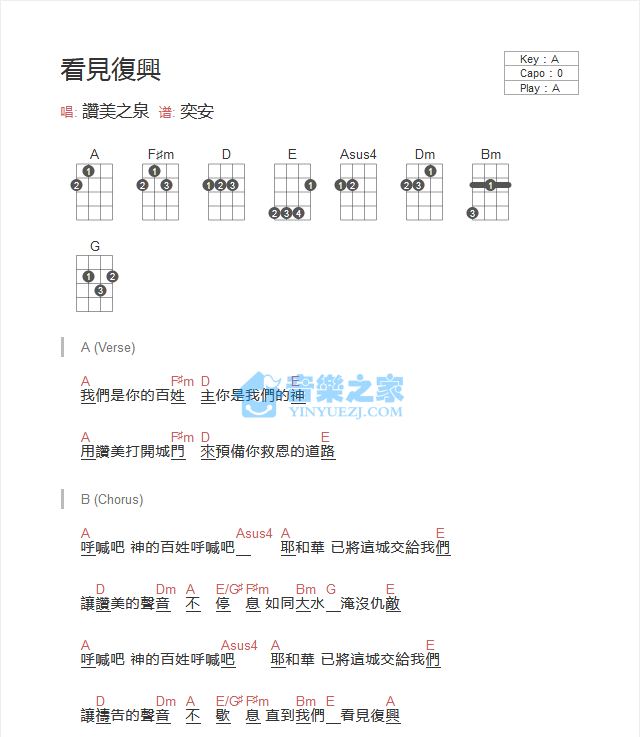 看見復興
Key : A
Capo : 0
Play : A
唱: 讚美之泉 谱: 奕安
A F♯m D E Asus4 Dm Bm
G
A (Verse)
A F♯m D E
我們是你的百姓 主你是我們的神
音樂之家
YINYUEZJ.COM
A F♯m D E
用讚美打開城門 來預備你救恩的道路
B (Chorus)
A Asus4 A E
呼喊吧 神的百姓呼喊吧 耶和華 已將這城交給我們
D Dm A E/G♯ F♯m Bm G E
讓讚美的聲音 不 停 息 如同大水 淹沒仇敵
A Asus4 A E
呼喊吧 神的百姓呼喊吧 耶和華 已將這城交給我們
D Dm A E/G♯ F♯m Bm E A
讓禱告的聲音 不 歇 息 直到我們 看見復興